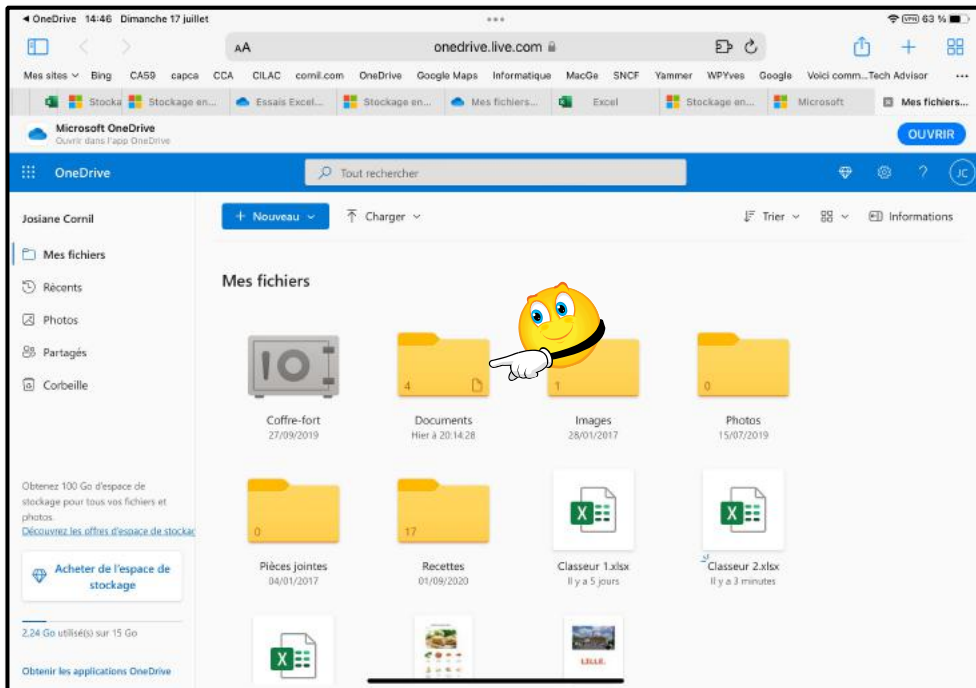 ◀ OneDrive 14:46 Dimanche 17 juillet
VPN 63 %
AA onedrive.live.com
Mes sites Bing CA59 capca CCA CILAC cornil.com OneDrive Google Maps Informatique MacGe SNCF Yammer WPYves Google Voici comm...Tech Advisor ...
Stocka Stockage en... Essais Excel... Stockage en... Mes fichiers... Excel Stockage en... Microsoft Mes fichiers...
Microsoft OneDrive
Ouvrir dans l'app OneDrive
OUVRIR
OneDrive
Tout rechercher
? JC
Josiane Cornil
Mes fichiers
Récents
Photos
Partagés
Corbeille
+ Nouveau
Charger
Trier
Informations
Mes fichiers
4
1
0
Coffre-fort
27/09/2019
Documents
Hier à 20:14:28
Images
28/01/2017
Photos
15/07/2019
0
17
X
X
Pièces jointes
04/01/2017
Recettes
01/09/2020
Classeur 1.xlsx
Il y a 5 jours
Classeur 2.xlsx
Il y a 3 minutes
X
LILLE.
Obtenez 100 Go d'espace de
stockage pour tous vos fichiers et
photos.
Découvrez les offres d'espace de stockag
Acheter de l'espace de
stockage
2,24 Go utilisé(s) sur 15 Go
Obtenir les applications OneDrive